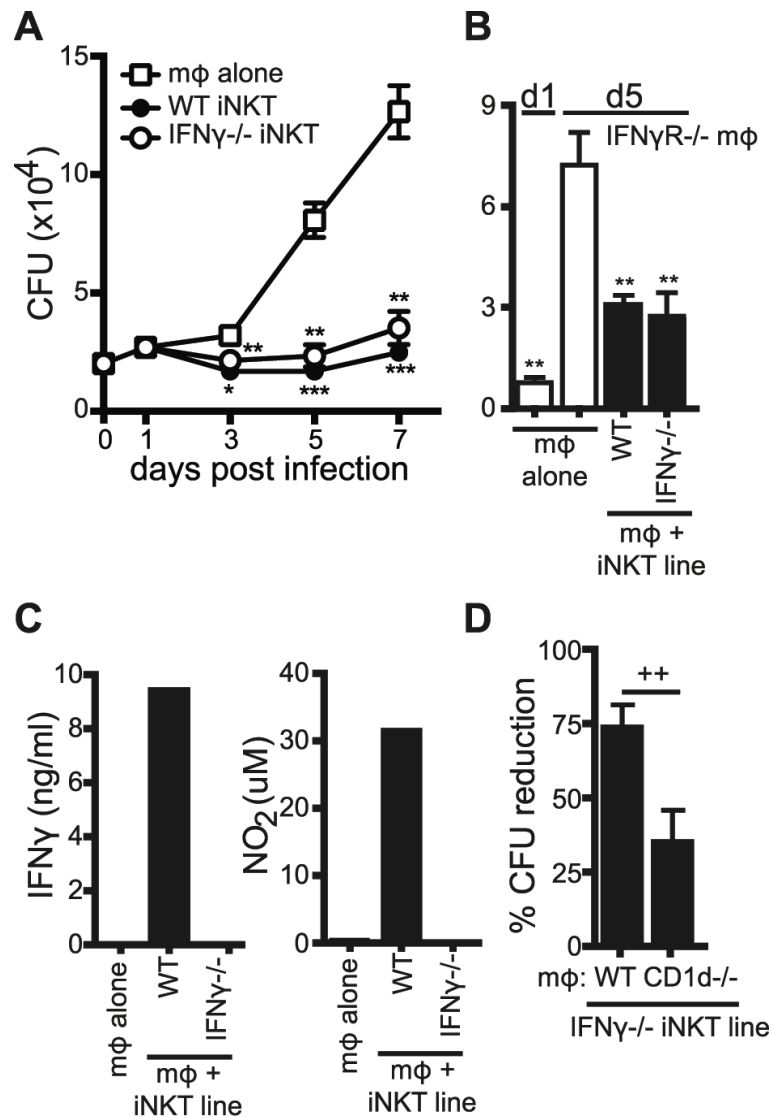 A
15
10
5
0
CFU (x10⁴)
mφ alone
WT iNKT
IFNγ-/- iNKT
**
*
**
***
**
***
0 1 3 5 7
days post infection
B
d1 d5
IFNγR-/- mφ
9
6
3
0
**
**
**
mφ
alone
WT
IFNγ-/-
mφ +
iNKT line
C
10
8
6
4
2
0
IFNγ (ng/ml)
mφ alone
WT
IFNγ-/-
mφ +
iNKT line
40
30
20
10
0
NO₂ (uM)
mφ alone
WT
IFNγ-/-
mφ +
iNKT line
D
100
75
50
25
0
% CFU reduction
++
mφ: WT CD1d-/-
IFNγ-/- iNKT line